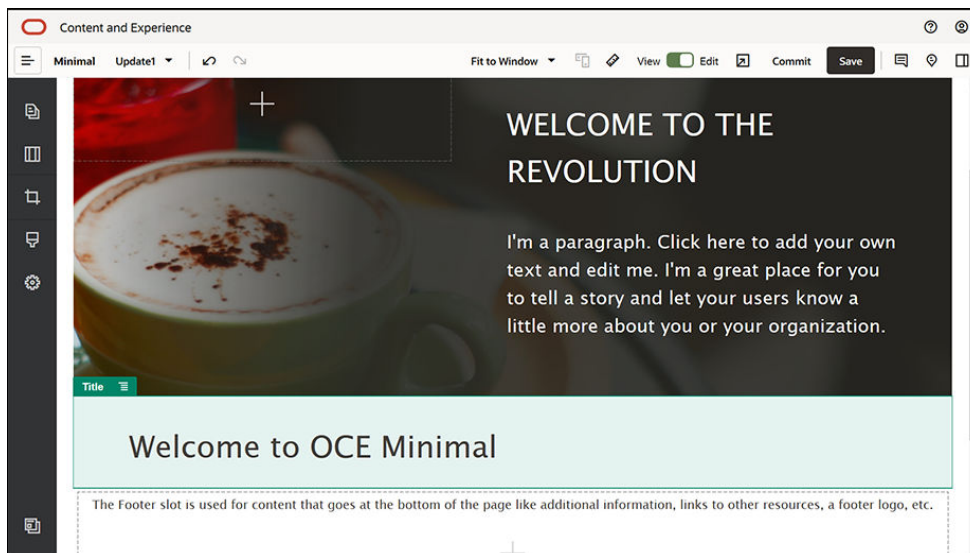 Content and Experience
Minimal Update1 Fit to Window View Edit Commit Save
WELCOME TO THE
REVOLUTION
I'm a paragraph. Click here to add your own
text and edit me. I'm a great place for you
to tell a story and let your users know a
little more about you or your organization.
Title
Welcome to OCE Minimal
The Footer slot is used for content that goes at the bottom of the page like additional information, links to other resources, a footer logo, etc.